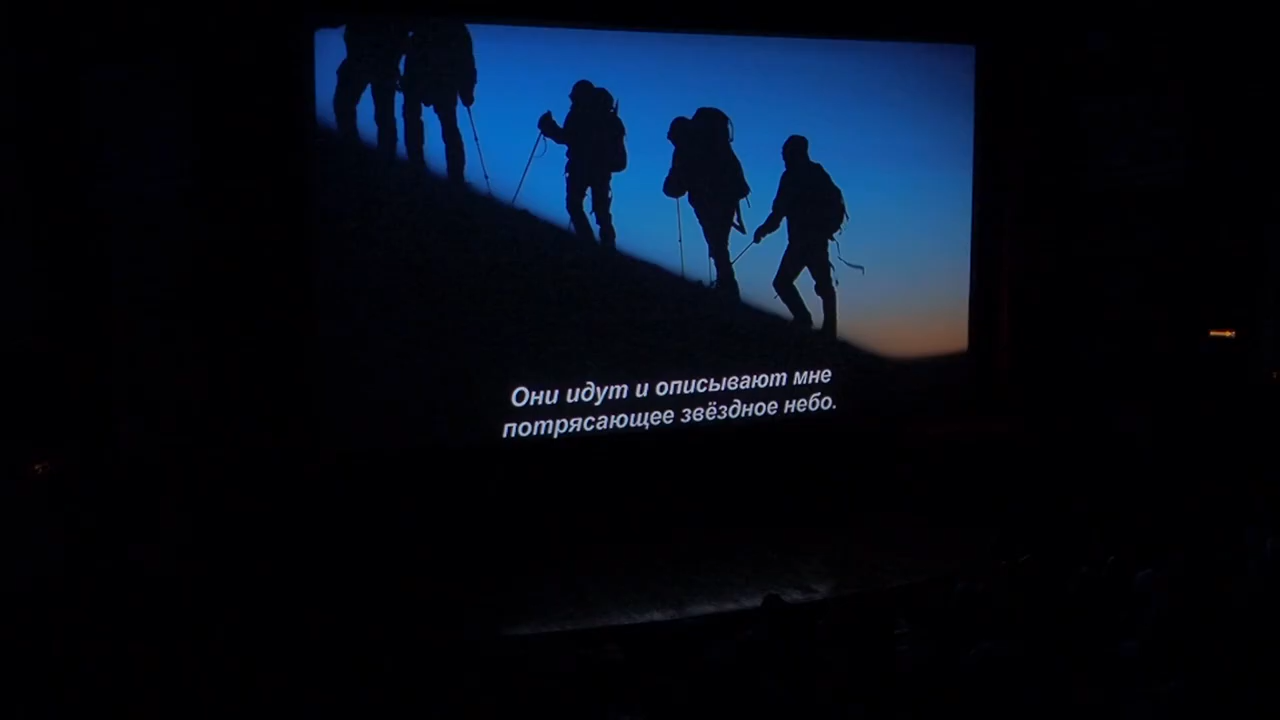 Они идут и описывают мне
потрясающее звёздное небо.